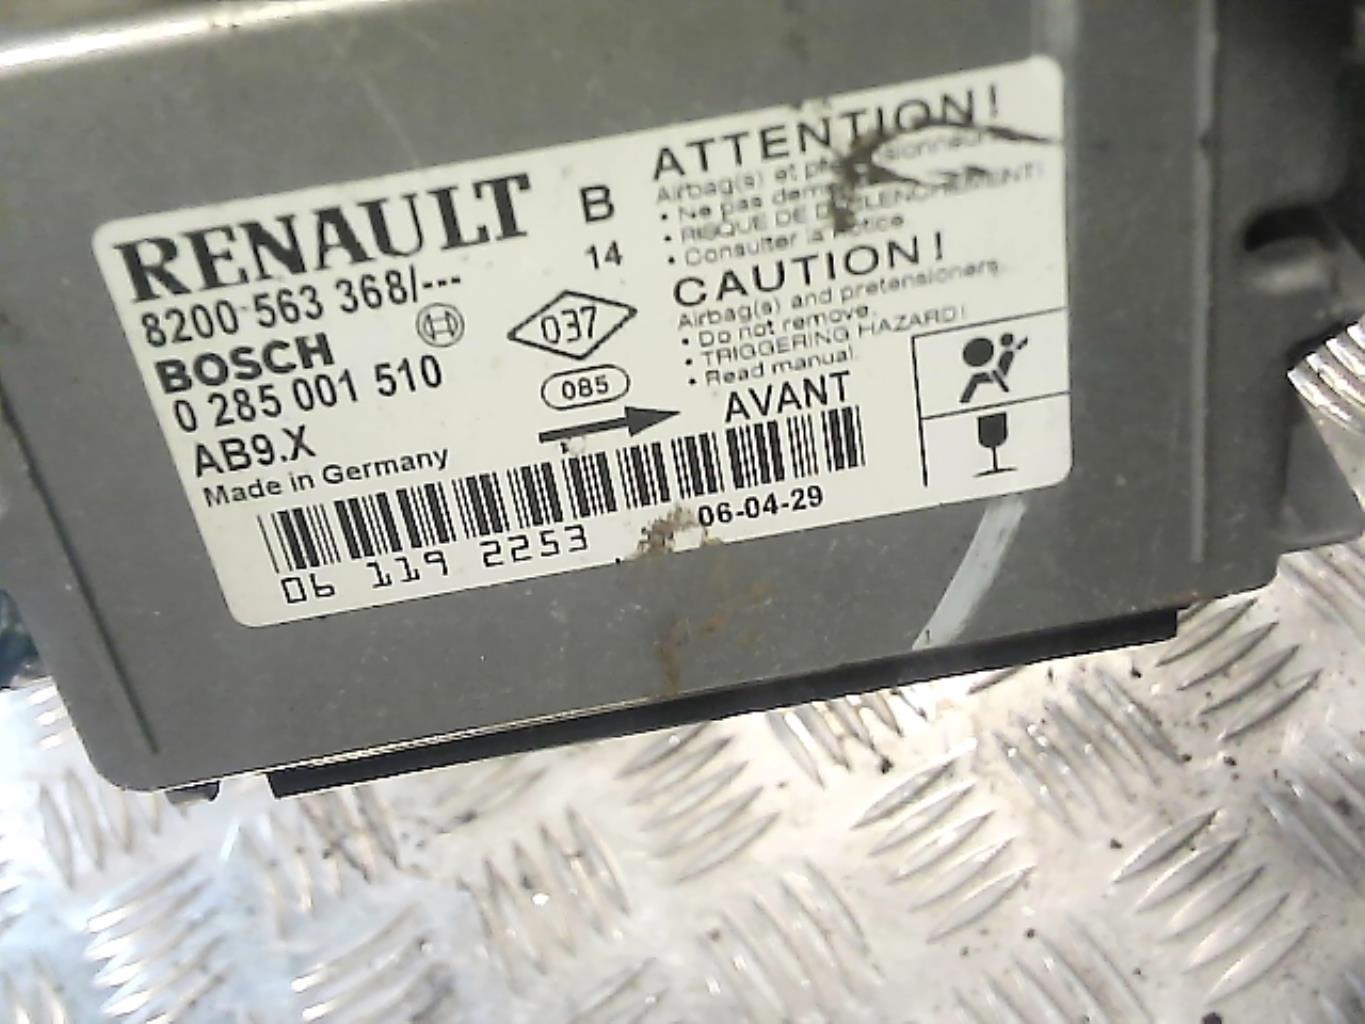 RENAULT
8200 563 368/---
BOSCH
0 285 001 510
AB9.X
Made in Germany
B
14
037
085
ATTENTION!
Airbag(s) et
• Ne pas
• RISQUE DE DECLENCHEMENT!
• Consulter la notice
CAUTION!
Airbag(s) and pretensioners
• Do not remove.
• TRIGGERING HAZARD!
• Read manual.
AVANT
06-04-29
06 119 2253